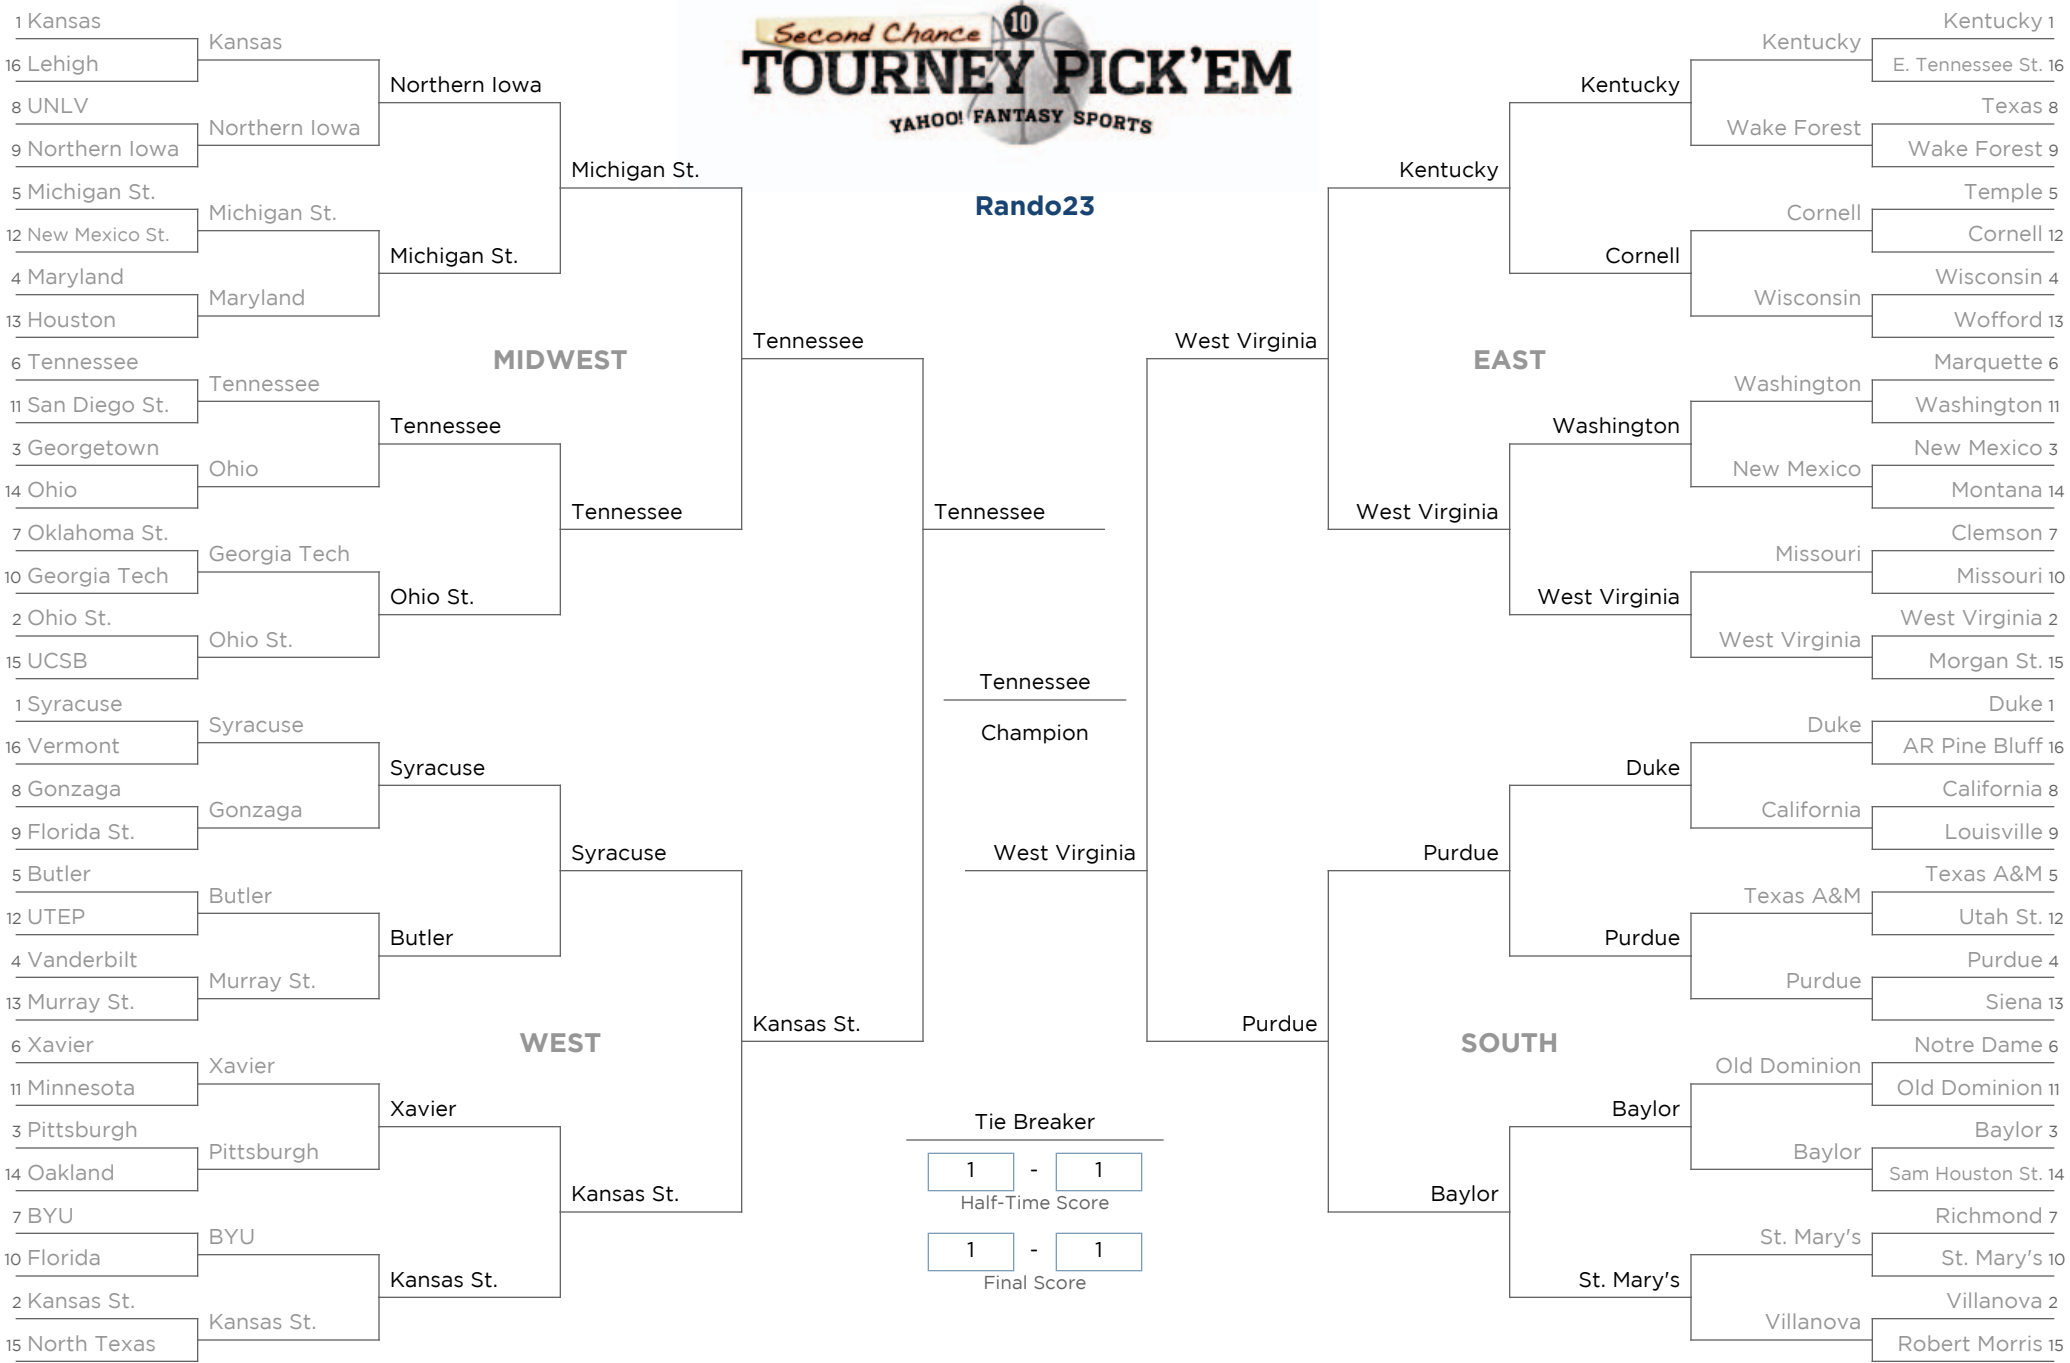 Second Chance 10
TOURNEY PICK'EM
YAHOO! FANTASY SPORTS
Rando23
1 Kansas
16 Lehigh
8 UNLV
9 Northern Iowa
5 Michigan St.
12 New Mexico St.
4 Maryland
13 Houston
6 Tennessee
11 San Diego St.
3 Georgetown
14 Ohio
7 Oklahoma St.
10 Georgia Tech
2 Ohio St.
15 UCSB
Kansas
Northern Iowa
Michigan St.
Maryland
Tennessee
Ohio
Georgia Tech
Ohio St.
Northern Iowa
Michigan St.
Tennessee
Ohio St.
Michigan St.
Tennessee
MIDWEST
Tennessee
1 Syracuse
16 Vermont
8 Gonzaga
9 Florida St.
5 Butler
12 UTEP
4 Vanderbilt
13 Murray St.
6 Xavier
11 Minnesota
3 Pittsburgh
14 Oakland
7 BYU
10 Florida
2 Kansas St.
15 North Texas
Syracuse
Gonzaga
Butler
Murray St.
Xavier
Pittsburgh
BYU
Kansas St.
Syracuse
Butler
Xavier
Kansas St.
Syracuse
Kansas St.
WEST
Kansas St.
Tennessee
Tennessee
Champion
West Virginia
Tie Breaker
1 - 1
Half-Time Score
1 - 1
Final Score
West Virginia
EAST
Kentucky
West Virginia
Kentucky
Cornell
Washington
West Virginia
Kentucky
Wake Forest
Cornell
Wisconsin
Washington
New Mexico
Missouri
West Virginia
Kentucky 1
E. Tennessee St. 16
Texas 8
Wake Forest 9
Temple 5
Cornell 12
Wisconsin 4
Wofford 13
Marquette 6
Washington 11
New Mexico 3
Montana 14
Clemson 7
Missouri 10
West Virginia 2
Morgan St. 15
Purdue
SOUTH
Purdue
Baylor
Duke
Purdue
Baylor
St. Mary's
Duke
California
Texas A&M
Purdue
Old Dominion
Baylor
St. Mary's
Villanova
Duke 1
AR Pine Bluff 16
California 8
Louisville 9
Texas A&M 5
Utah St. 12
Purdue 4
Siena 13
Notre Dame 6
Old Dominion 11
Baylor 3
Sam Houston St. 14
Richmond 7
St. Mary's 10
Villanova 2
Robert Morris 15